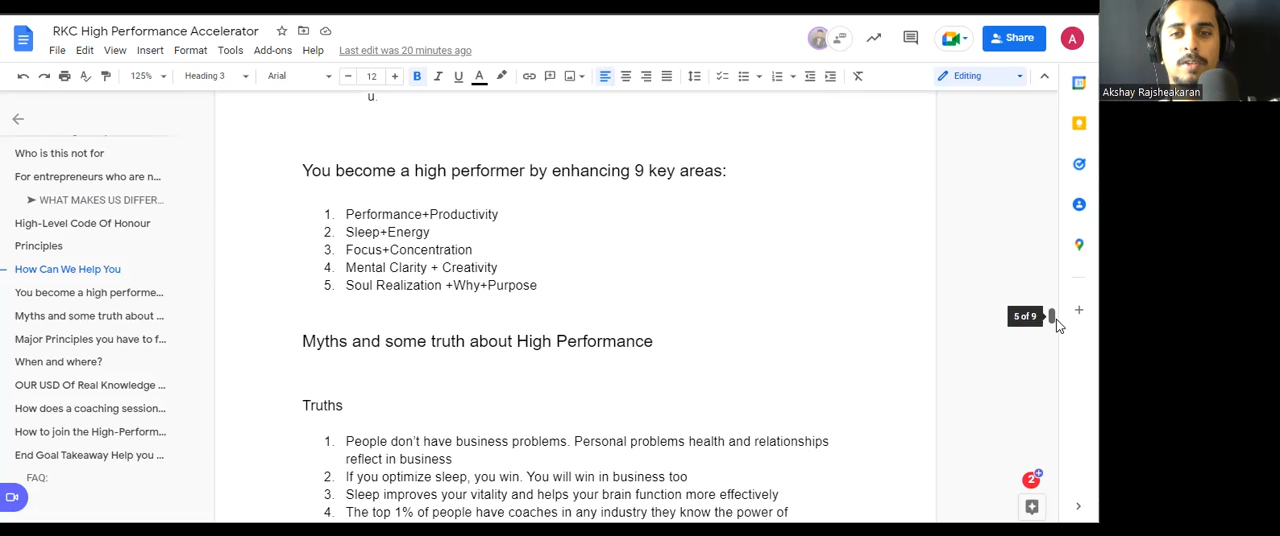 RKC High Performance Accelerator
File Edit View Insert Format Tools Add-ons Help Last edit was 20 minutes ago
Share
A
125% Heading 3 Arial 12 B I U A Editing
Akshay Rajsheakaran
u.
Who is this not for
For entrepreneurs who are n...
➤ WHAT MAKES US DIFFER...
High-Level Code Of Honour
Principles
How Can We Help You
You become a high performe...
Myths and some truth about ...
Major Principles you have to f...
When and where?
OUR USD Of Real Knowledge ...
How does a coaching session...
How to join the High-Perform...
End Goal Takeaway Help you ...
FAQ:
You become a high performer by enhancing 9 key areas:
1. Performance+Productivity
2. Sleep+Energy
3. Focus+Concentration
4. Mental Clarity + Creativity
5. Soul Realization +Why+Purpose
5 of 9
Myths and some truth about High Performance
Truths
1. People don't have business problems. Personal problems health and relationships
reflect in business
2. If you optimize sleep, you win. You will win in business too
3. Sleep improves your vitality and helps your brain function more effectively
4. The top 1% of people have coaches in any industry they know the power of
2